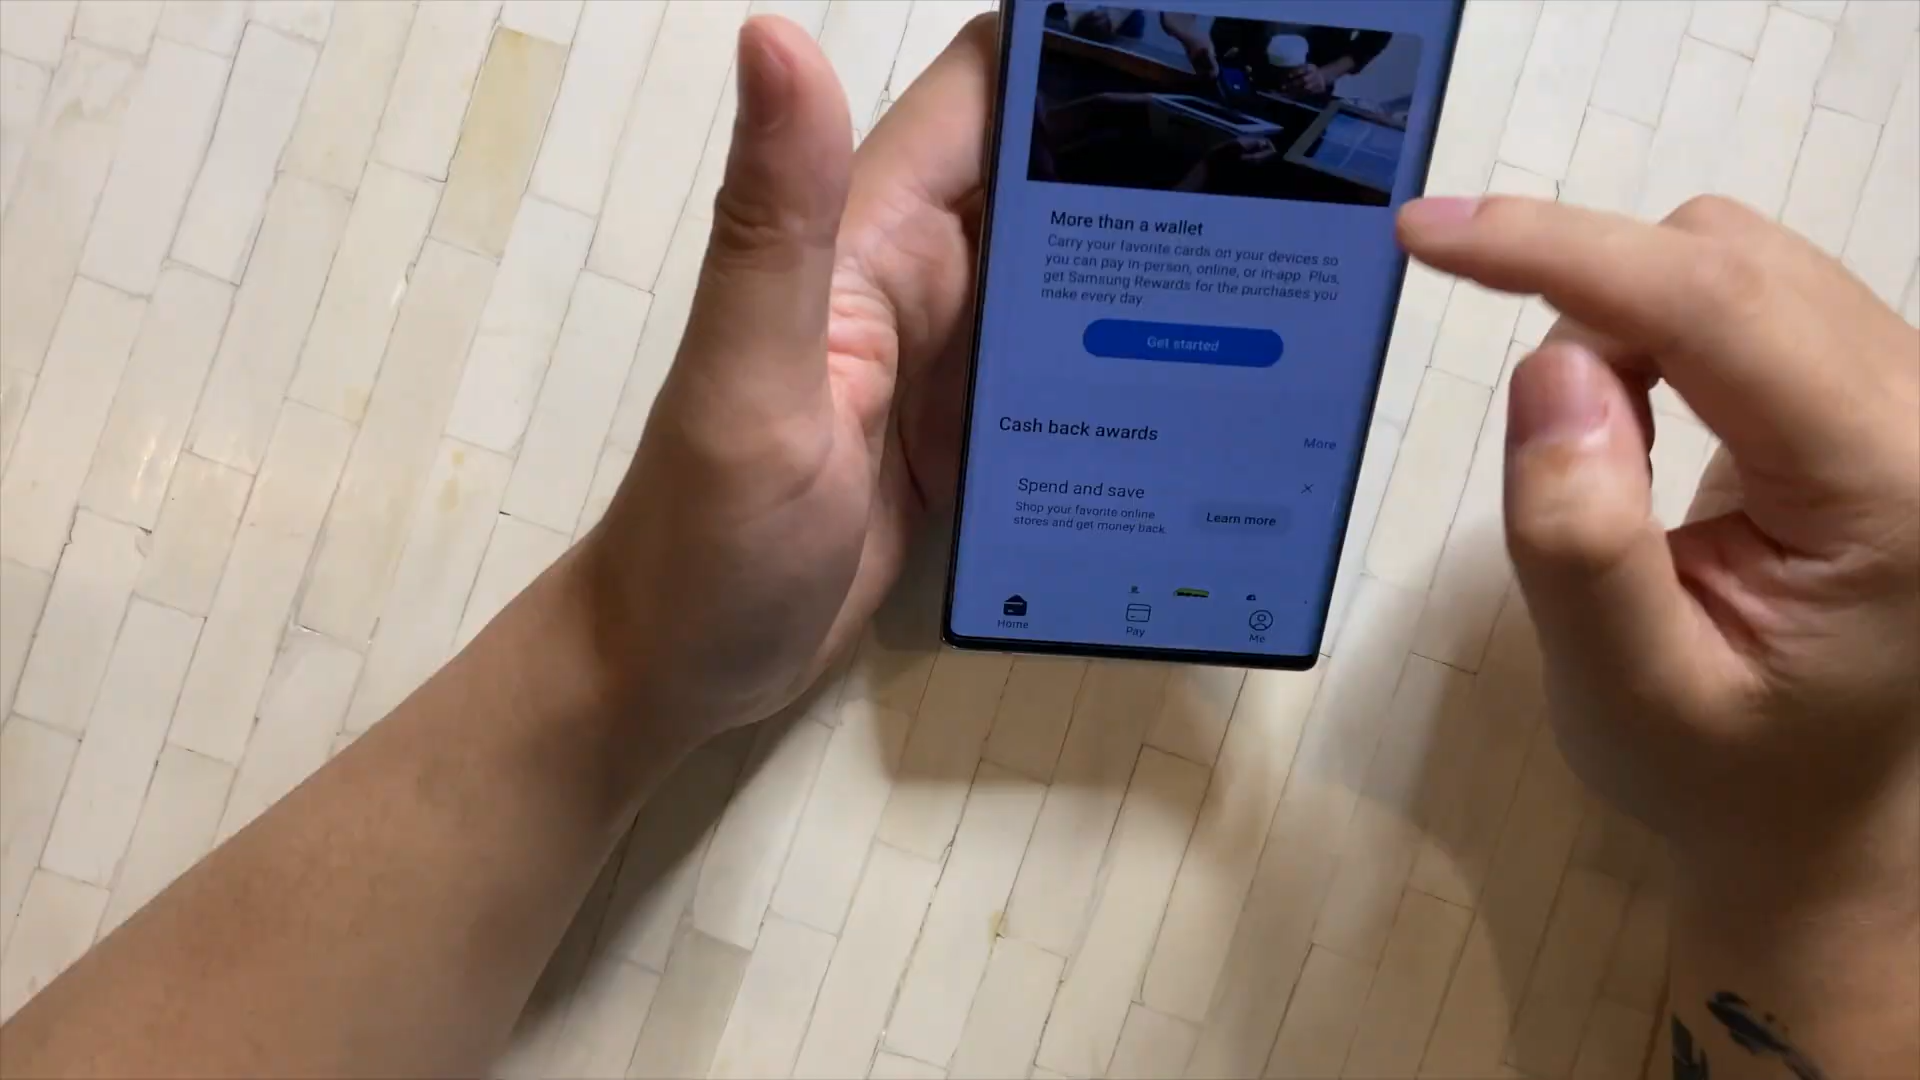 More than a wallet
Carry your favorite cards on your devices so
you can pay in-person, online, or in-app. Plus,
get Samsung Rewards for the purchases you
make every day.
Get started
Cash back awards
More
Spend and save
Shop your favorite online
stores and get money back.
Learn more
Home
Pay
Me